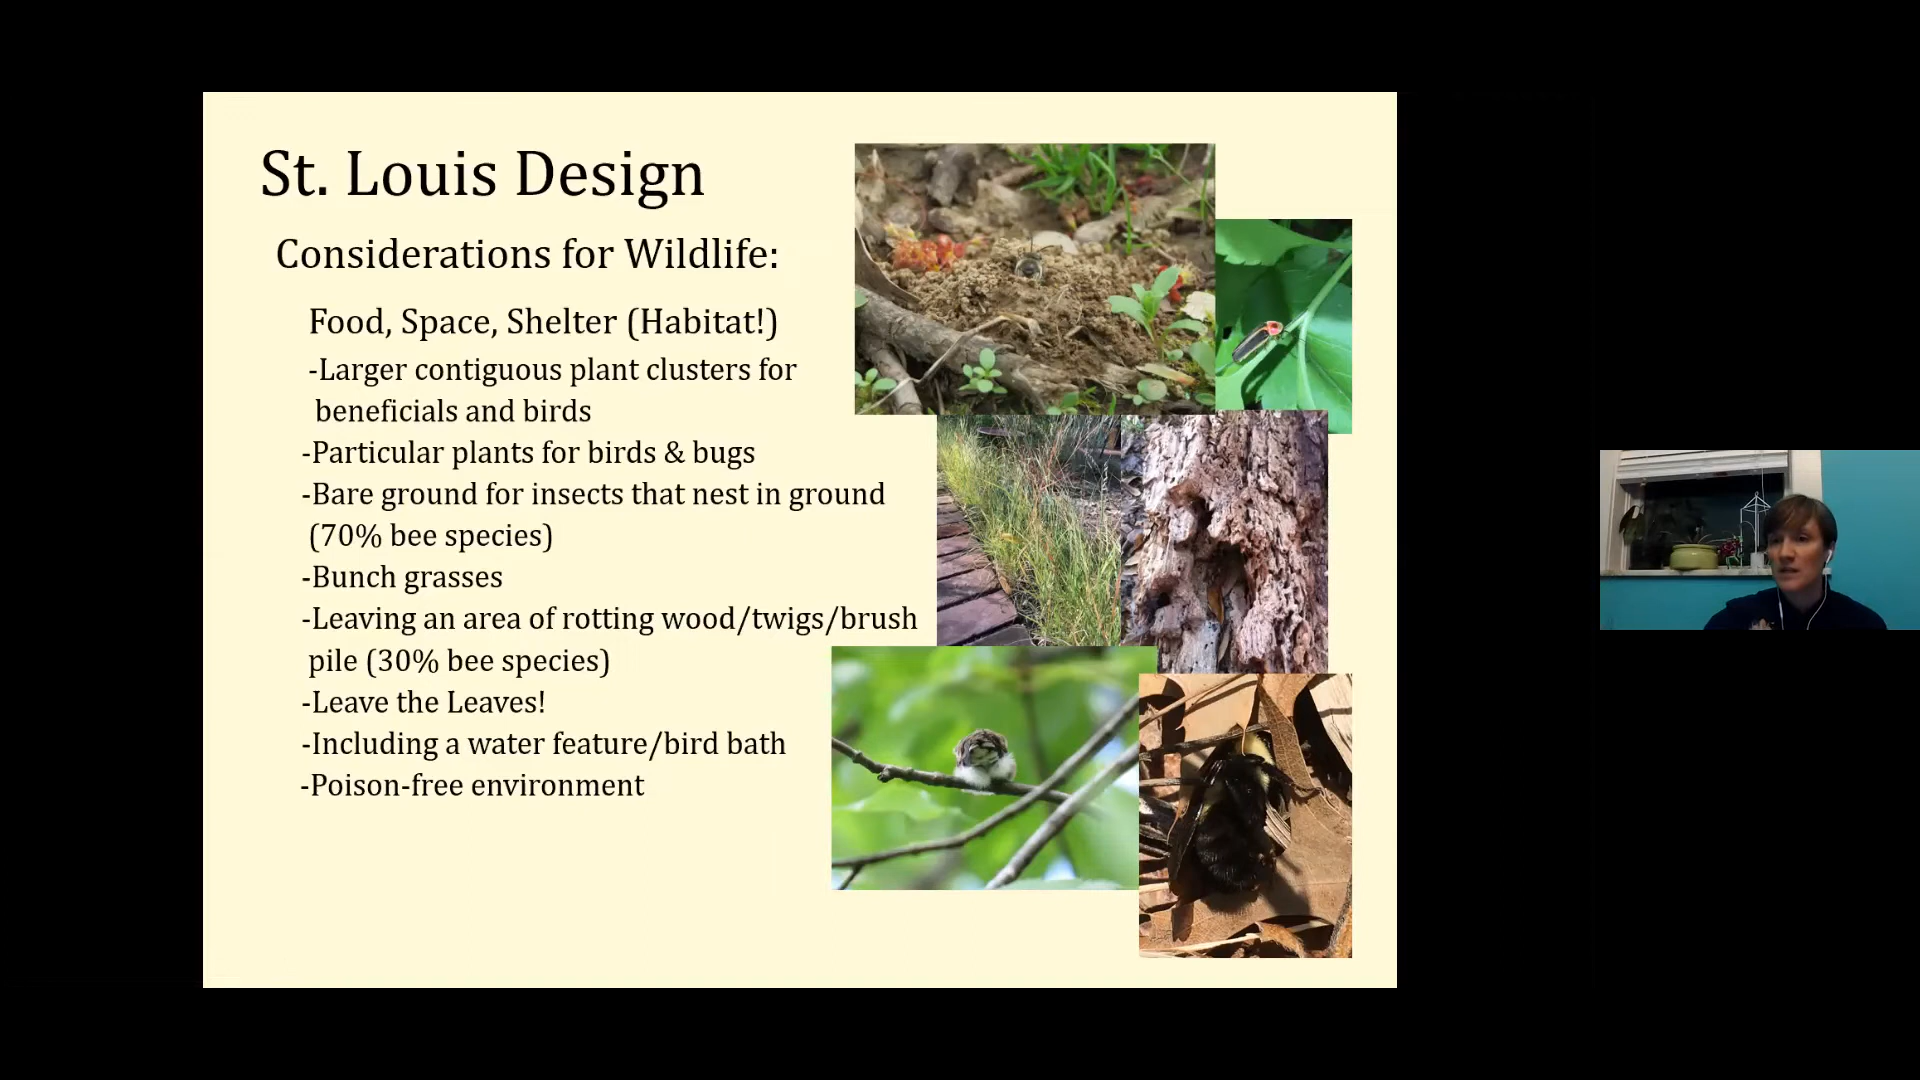 St. Louis Design
Considerations for Wildlife:
Food, Space, Shelter (Habitat!)
-Larger contiguous plant clusters for
beneficials and birds
-Particular plants for birds & bugs
-Bare ground for insects that nest in ground
(70% bee species)
-Bunch grasses
-Leaving an area of rotting wood/twigs/brush
pile (30% bee species)
-Leave the Leaves!
-Including a water feature/bird bath
-Poison-free environment